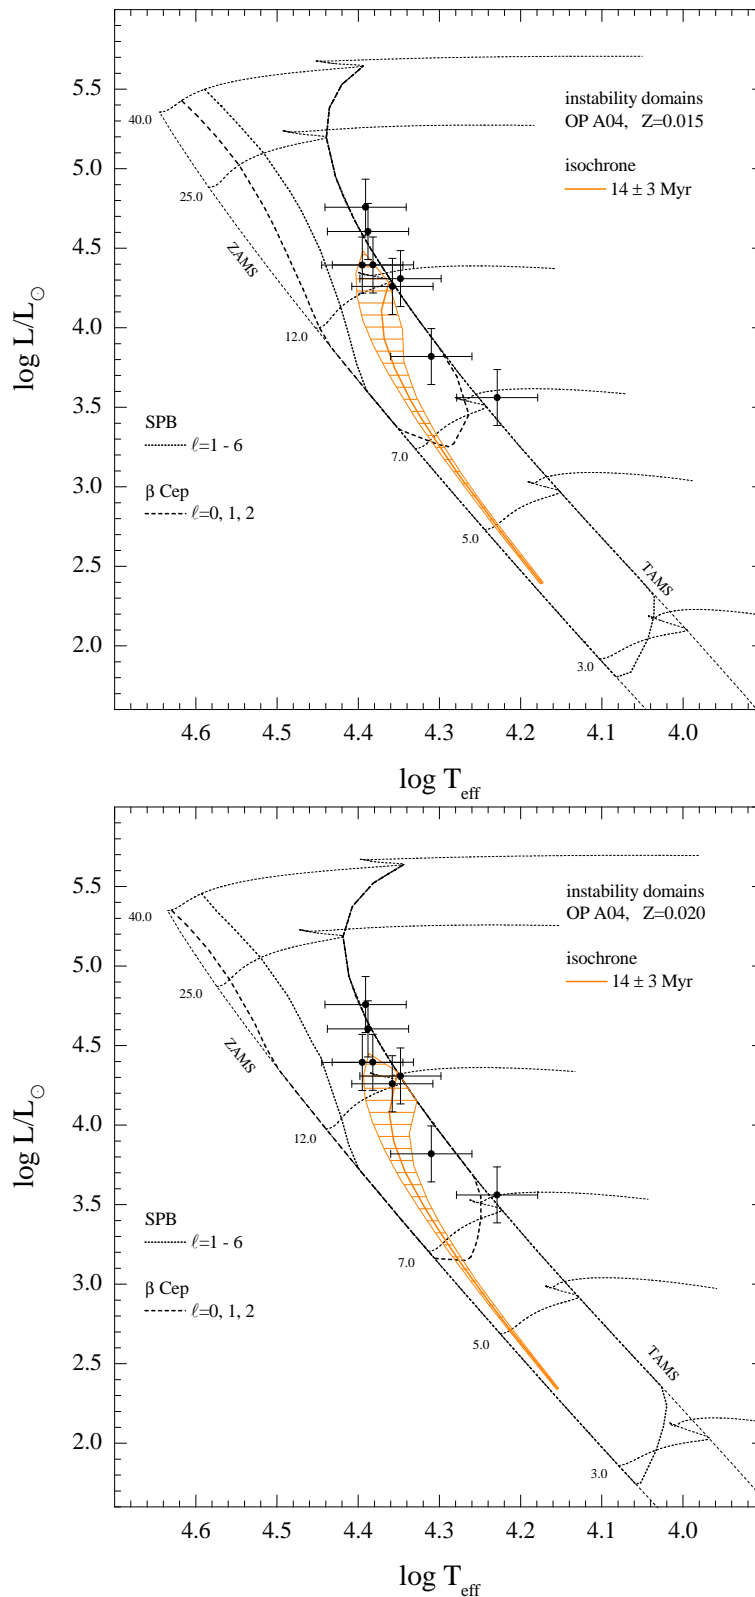 5.5
5.0
4.5
4.0
3.5
3.0
2.5
2.0
log L/L☉
40.0
25.0
ZAMS
12.0
7.0
5.0
3.0
TAMS
instability domains
OP A04, Z=0.015
isochrone
14 ± 3 Myr
SPB
ℓ=1 - 6
β Cep
ℓ=0, 1, 2
4.6 4.5 4.4 4.3 4.2 4.1 4.0
log Teff
5.5
5.0
4.5
4.0
3.5
3.0
2.5
2.0
log L/L☉
40.0
25.0
ZAMS
12.0
7.0
5.0
3.0
TAMS
instability domains
OP A04, Z=0.020
isochrone
14 ± 3 Myr
SPB
ℓ=1 - 6
β Cep
ℓ=0, 1, 2
4.6 4.5 4.4 4.3 4.2 4.1 4.0
log Teff